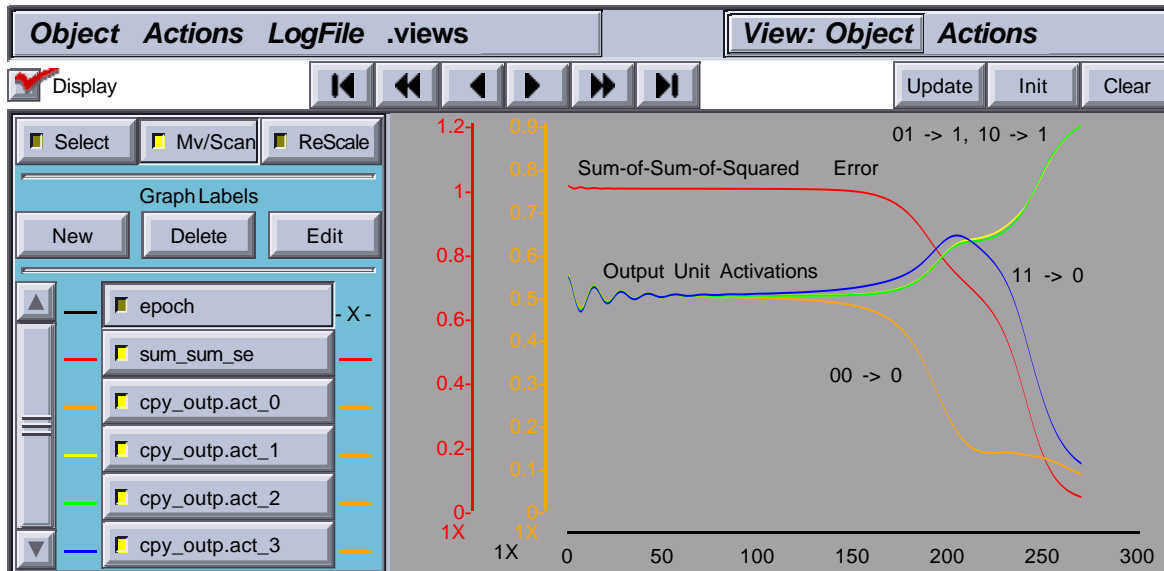 Object Actions LogFile .views View: Object Actions
Display Update Init Clear
Select Mv/Scan ReScale
Graph Labels
New Delete Edit
epoch - X -
sum_sum_se
cpy_outp.act_0
cpy_outp.act_1
cpy_outp.act_2
cpy_outp.act_3
1.2-
1-
0.8-
0.6-
0.4-
0.2-
0-
1X
0.9-
0.8-
0.7-
0.6-
0.5-
0.4-
0.3-
0.2-
0.1-
0-
1X
01 -> 1, 10 -> 1
Sum-of-Sum-of-Squared Error
Output Unit Activations
11 -> 0
00 -> 0
1X 0 50 100 150 200 250 300